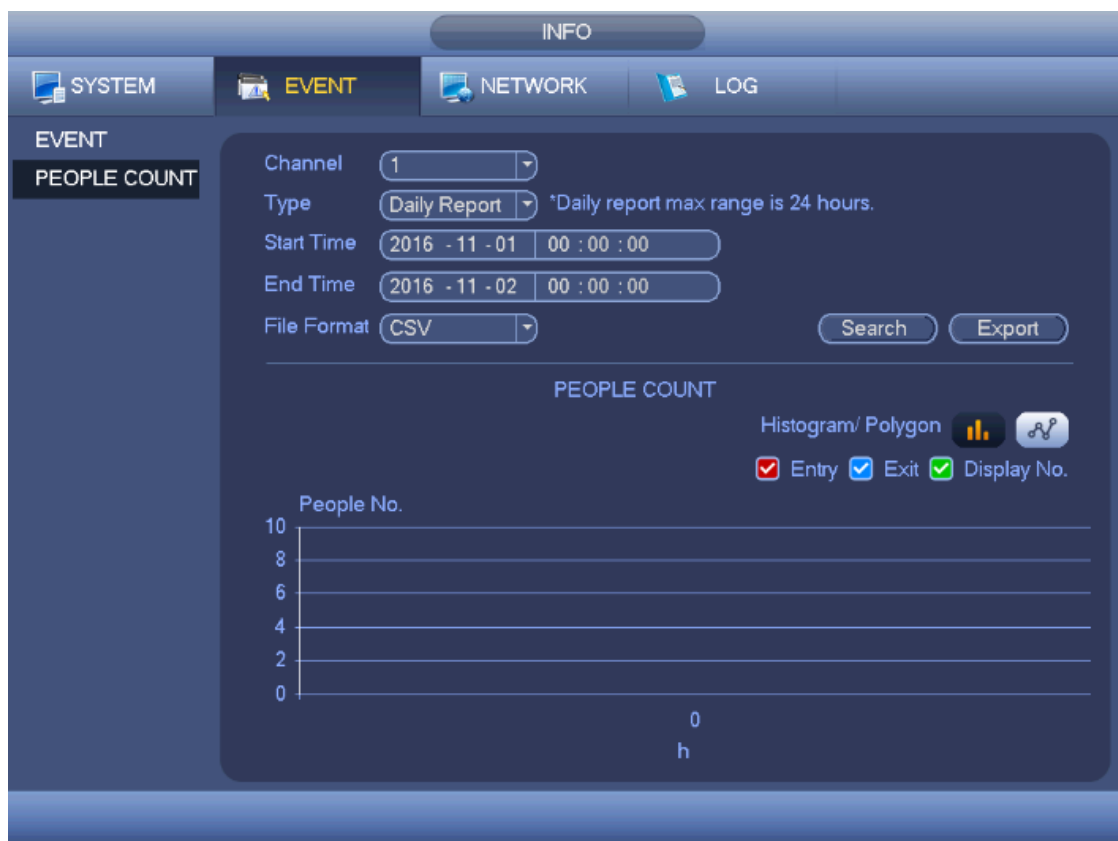 INFO
SYSTEM EVENT NETWORK LOG
EVENT
PEOPLE COUNT
Channel 1
Type Daily Report *Daily report max range is 24 hours.
Start Time 2016 - 11 - 01 00 : 00 : 00
End Time 2016 - 11 - 02 00 : 00 : 00
File Format CSV Search Export
PEOPLE COUNT
Histogram/ Polygon
Entry Exit Display No.
People No.
10
8
6
4
2
0
0
h